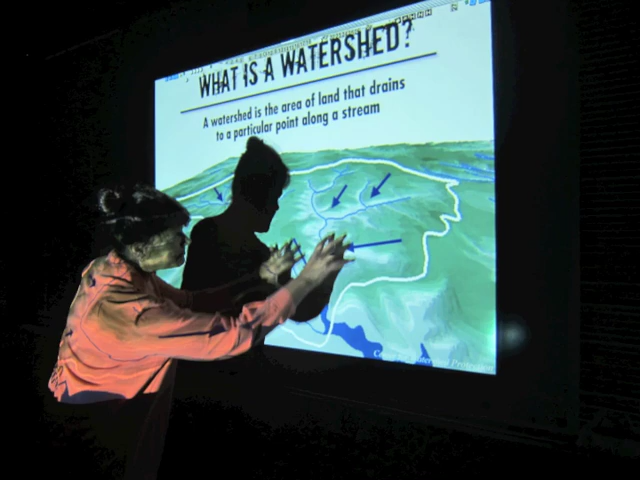 WHAT IS A WATERSHED?
A watershed is the area of land that drains
to a particular point along a stream